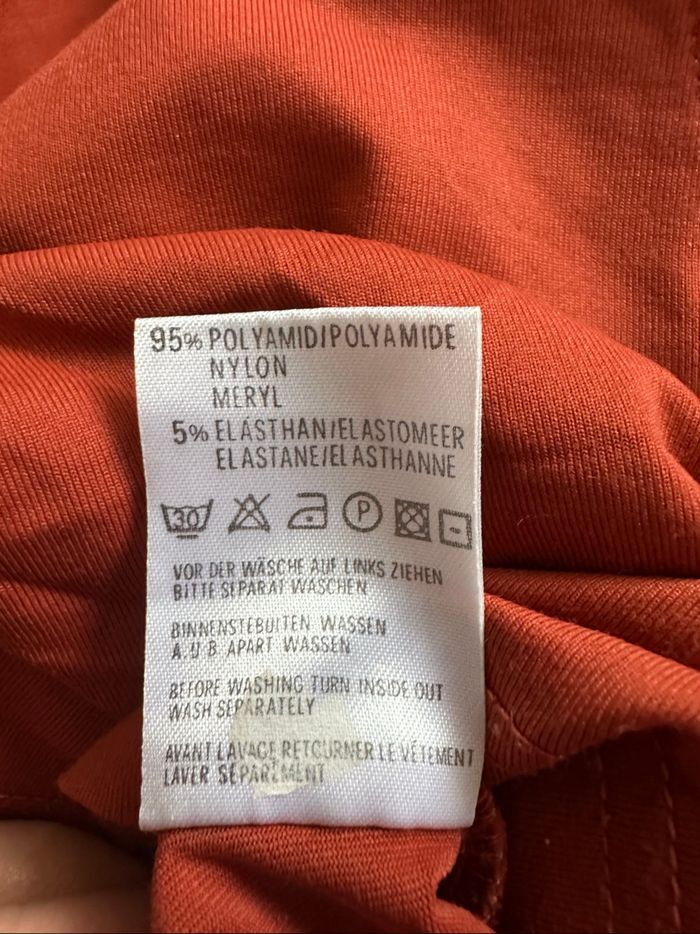 95% POLYAMID/POLYAMIDE
NYLON
MERYL
5% ELASTHAN/ELASTOMEER
ELASTANE/ELASTHANNE
30 P
VOR DER WÄSCHE AUF LINKS ZIEHEN
BITTE SEPARAT WASCHEN
BINNENSTEBUITEN WASSEN
A.U.B. APART WASSEN
BEFORE WASHING TURN INSIDE OUT
WASH SEPARATELY
AVANT LAVAGE RETOURNER LE VÊTEMENT
LAVER SÉPARÉMENT